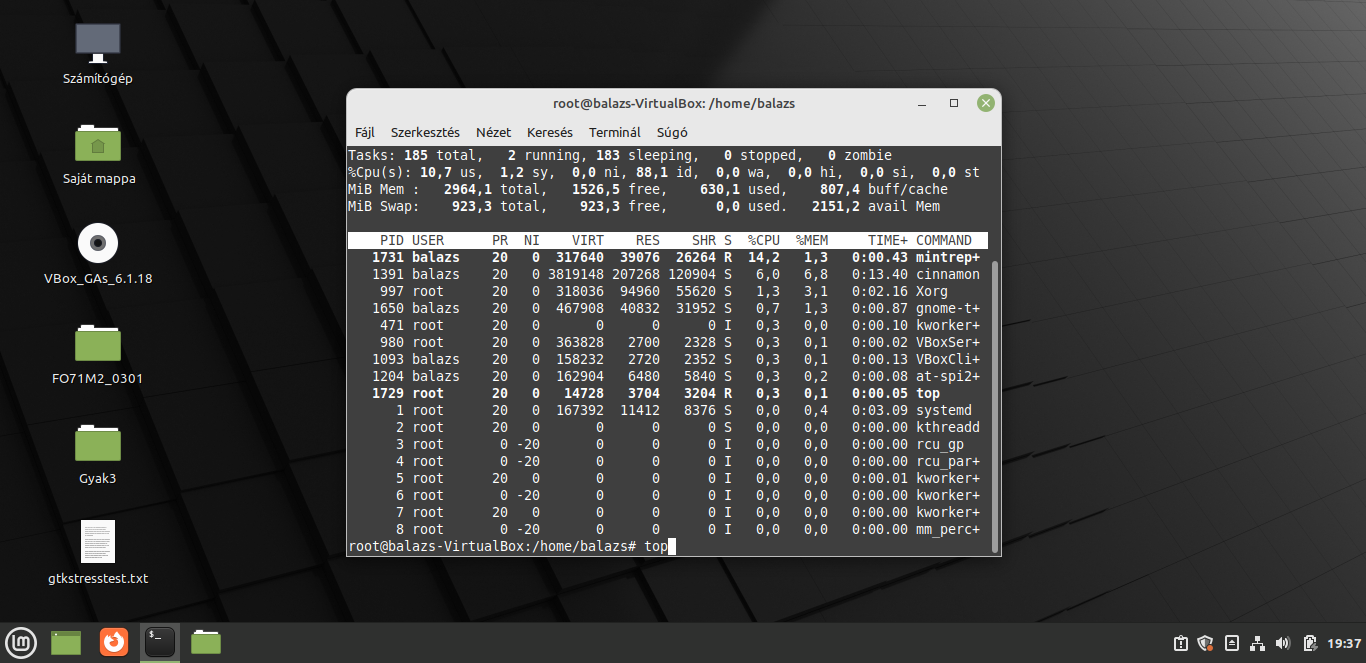 Számítógép
Saját mappa
VBox_GAs_6.1.18
FO71M2_0301
Gyak3
gtkstresstest.txt
root@balazs-VirtualBox: /home/balazs
Fájl Szerkesztés Nézet Keresés Terminál Súgó
Tasks: 185 total, 2 running, 183 sleeping, 0 stopped, 0 zombie
%Cpu(s): 10,7 us, 1,2 sy, 0,0 ni, 88,1 id, 0,0 wa, 0,0 hi, 0,0 si, 0,0 st
MiB Mem : 2964,1 total, 1526,5 free, 630,1 used, 807,4 buff/cache
MiB Swap: 923,3 total, 923,3 free, 0,0 used. 2151,2 avail Mem
PID USER PR NI VIRT RES SHR S %CPU %MEM TIME+ COMMAND
1731 balazs 20 0 317640 39076 26264 R 14,2 1,3 0:00.43 mintrep+
1391 balazs 20 0 3819148 207268 120904 S 6,0 6,8 0:13.40 cinnamon
997 root 20 0 318036 94960 55620 S 1,3 3,1 0:02.16 Xorg
1650 balazs 20 0 467908 40832 31952 S 0,7 1,3 0:00.87 gnome-t+
471 root 20 0 0 0 0 I 0,3 0,0 0:00.10 kworker+
980 root 20 0 363828 2700 2328 S 0,3 0,1 0:00.02 VBoxSer+
1093 balazs 20 0 158232 2720 2352 S 0,3 0,1 0:00.13 VBoxCli+
1204 balazs 20 0 162904 6480 5840 S 0,3 0,2 0:00.08 at-spi2+
1729 root 20 0 14728 3704 3204 R 0,3 0,1 0:00.05 top
1 root 20 0 167392 11412 8376 S 0,0 0,4 0:03.09 systemd
2 root 20 0 0 0 0 S 0,0 0,0 0:00.00 kthreadd
3 root 0 -20 0 0 0 I 0,0 0,0 0:00.00 rcu_gp
4 root 0 -20 0 0 0 I 0,0 0,0 0:00.00 rcu_par+
5 root 20 0 0 0 0 I 0,0 0,0 0:00.01 kworker+
6 root 0 -20 0 0 0 I 0,0 0,0 0:00.00 kworker+
7 root 20 0 0 0 0 I 0,0 0,0 0:00.00 kworker+
8 root 0 -20 0 0 0 I 0,0 0,0 0:00.00 mm_perc+
root@balazs-VirtualBox:/home/balazs# top
19:37